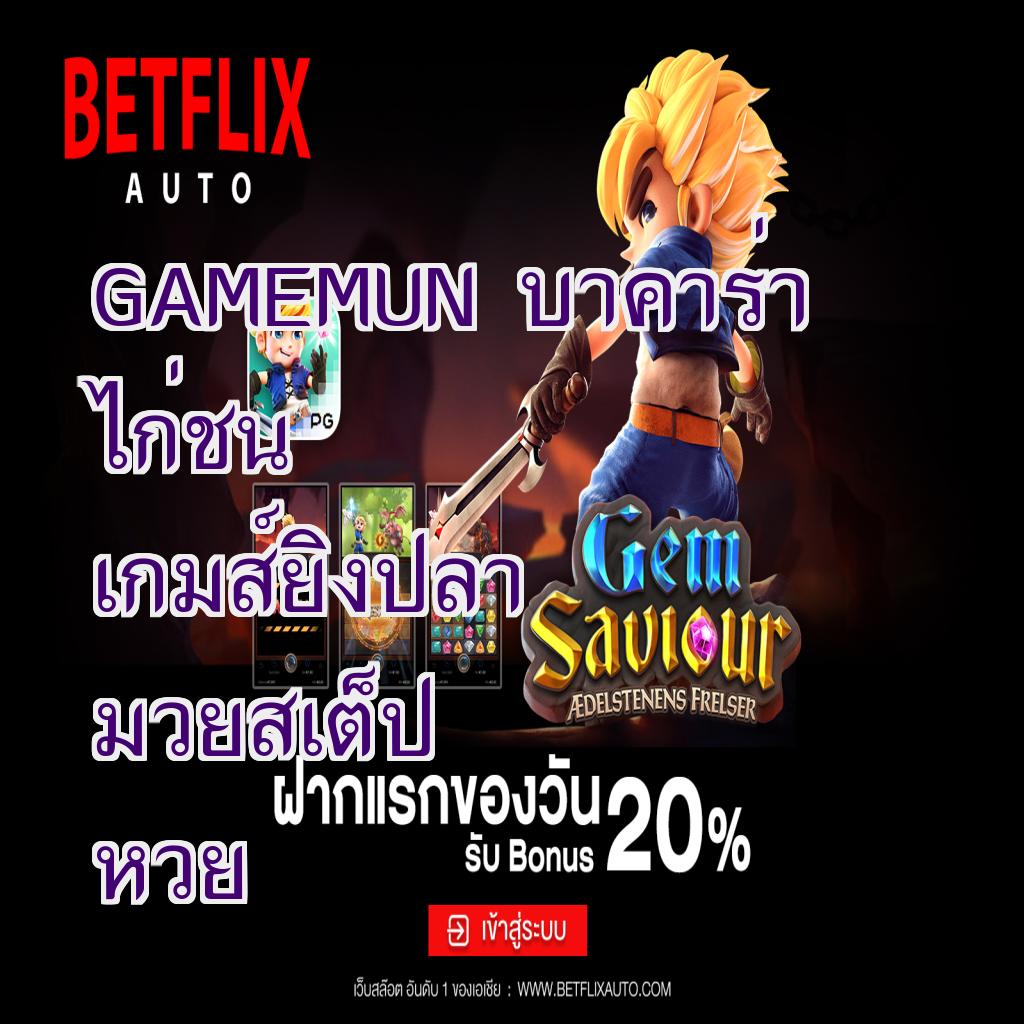 BETFLIX
AUTO
GAMEMUN บาคาร่า
ไก่ชน
PG
เกมส์ยิงปลา
Gem
Saviour
ÆDELSTENENS FRELSER
มวยสเต็ป
ฝากแรกของวัน 20%
รับ Bonus
หวย
เข้าสู่ระบบ
เว็บสล๊อต อันดับ 1 ของเอเชีย : WWW.BETFLIXAUTO.COM